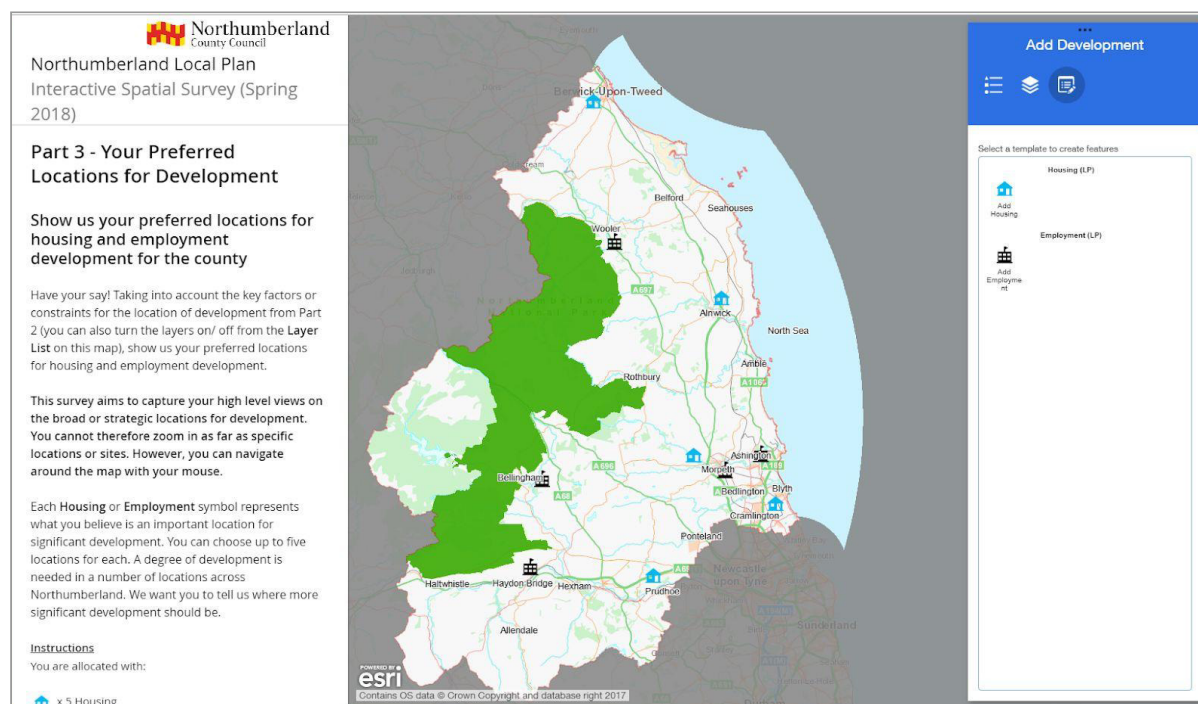 Northumberland
County Council
Northumberland Local Plan
Interactive Spatial Survey (Spring
2018)
Part 3 - Your Preferred
Locations for Development
Show us your preferred locations for
housing and employment
development for the county
Have your say! Taking into account the key factors or
constraints for the location of development from Part
2 (you can also turn the layers on/ off from the Layer
List on this map), show us your preferred locations
for housing and employment development.
This survey aims to capture your high level views on
the broad or strategic locations for development.
You cannot therefore zoom in as far as specific
locations or sites. However, you can navigate
around the map with your mouse.
Each Housing or Employment symbol represents
what you believe is an important location for
significant development. You can choose up to five
locations for each. A degree of development is
needed in a number of locations across
Northumberland. We want you to tell us where more
significant development should be.
Instructions
You are allocated with:
x 5 Housing
Berwick-Upon-Tweed
Belford
Seahouses
Wooler
A697
Alnwick
North Sea
Amble
Rothbury
Ashington
A696
Morpeth
Bellingham
A68
Bedlington
Blyth
Cramlington
Ponteland
Newcastle
upon Tyne
Haltwhistle
Haydon Bridge
Hexham
Prudhoe
Sunderland
Allendale
POWERED BY
esri
Contains OS data © Crown Copyright and database right 2017
Add Development
Select a template to create features
Housing (LP)
Add
Housing
Employment (LP)
Add
Employme
nt